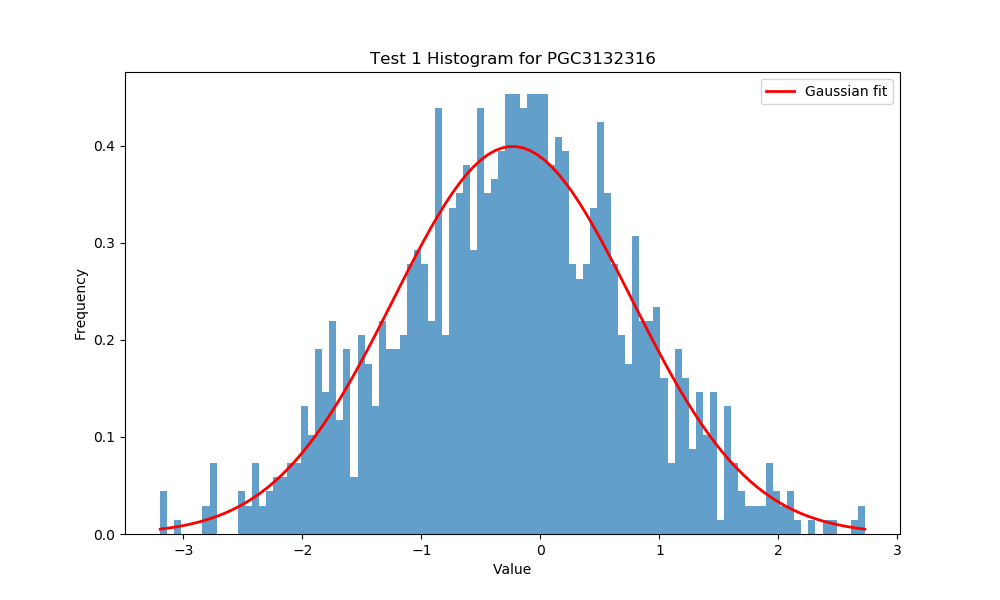 Test 1 Histogram for PGC3132316
Gaussian fit
Frequency
0.4
0.3
0.2
0.1
0.0
−3 −2 −1 0 1 2 3
Value